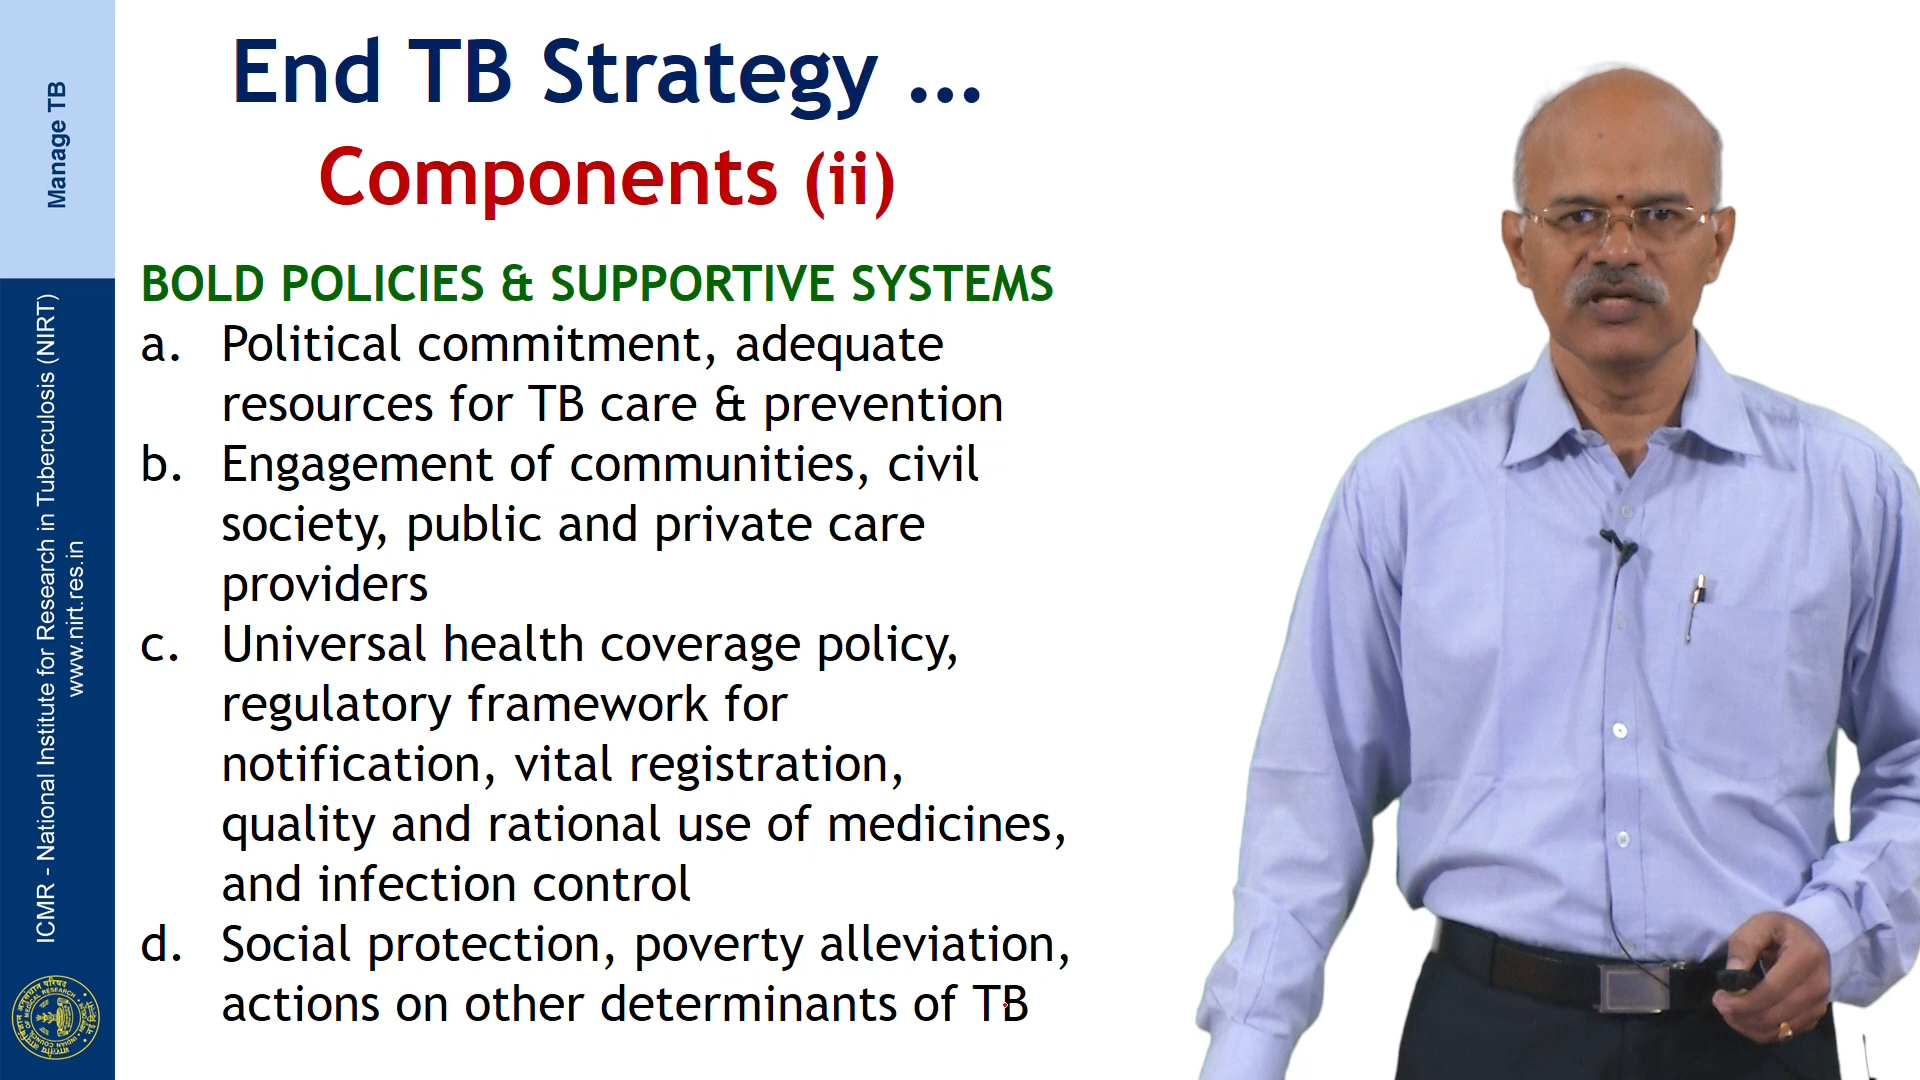 Manage TB
ICMR - National Institute for Research in Tuberculosis (NIRT)
www.nirt.res.in
End TB Strategy ...
Components (ii)
BOLD POLICIES & SUPPORTIVE SYSTEMS
a. Political commitment, adequate
resources for TB care & prevention
b. Engagement of communities, civil
society, public and private care
providers
c. Universal health coverage policy,
regulatory framework for
notification, vital registration,
quality and rational use of medicines,
and infection control
d. Social protection, poverty alleviation,
actions on other determinants of TB